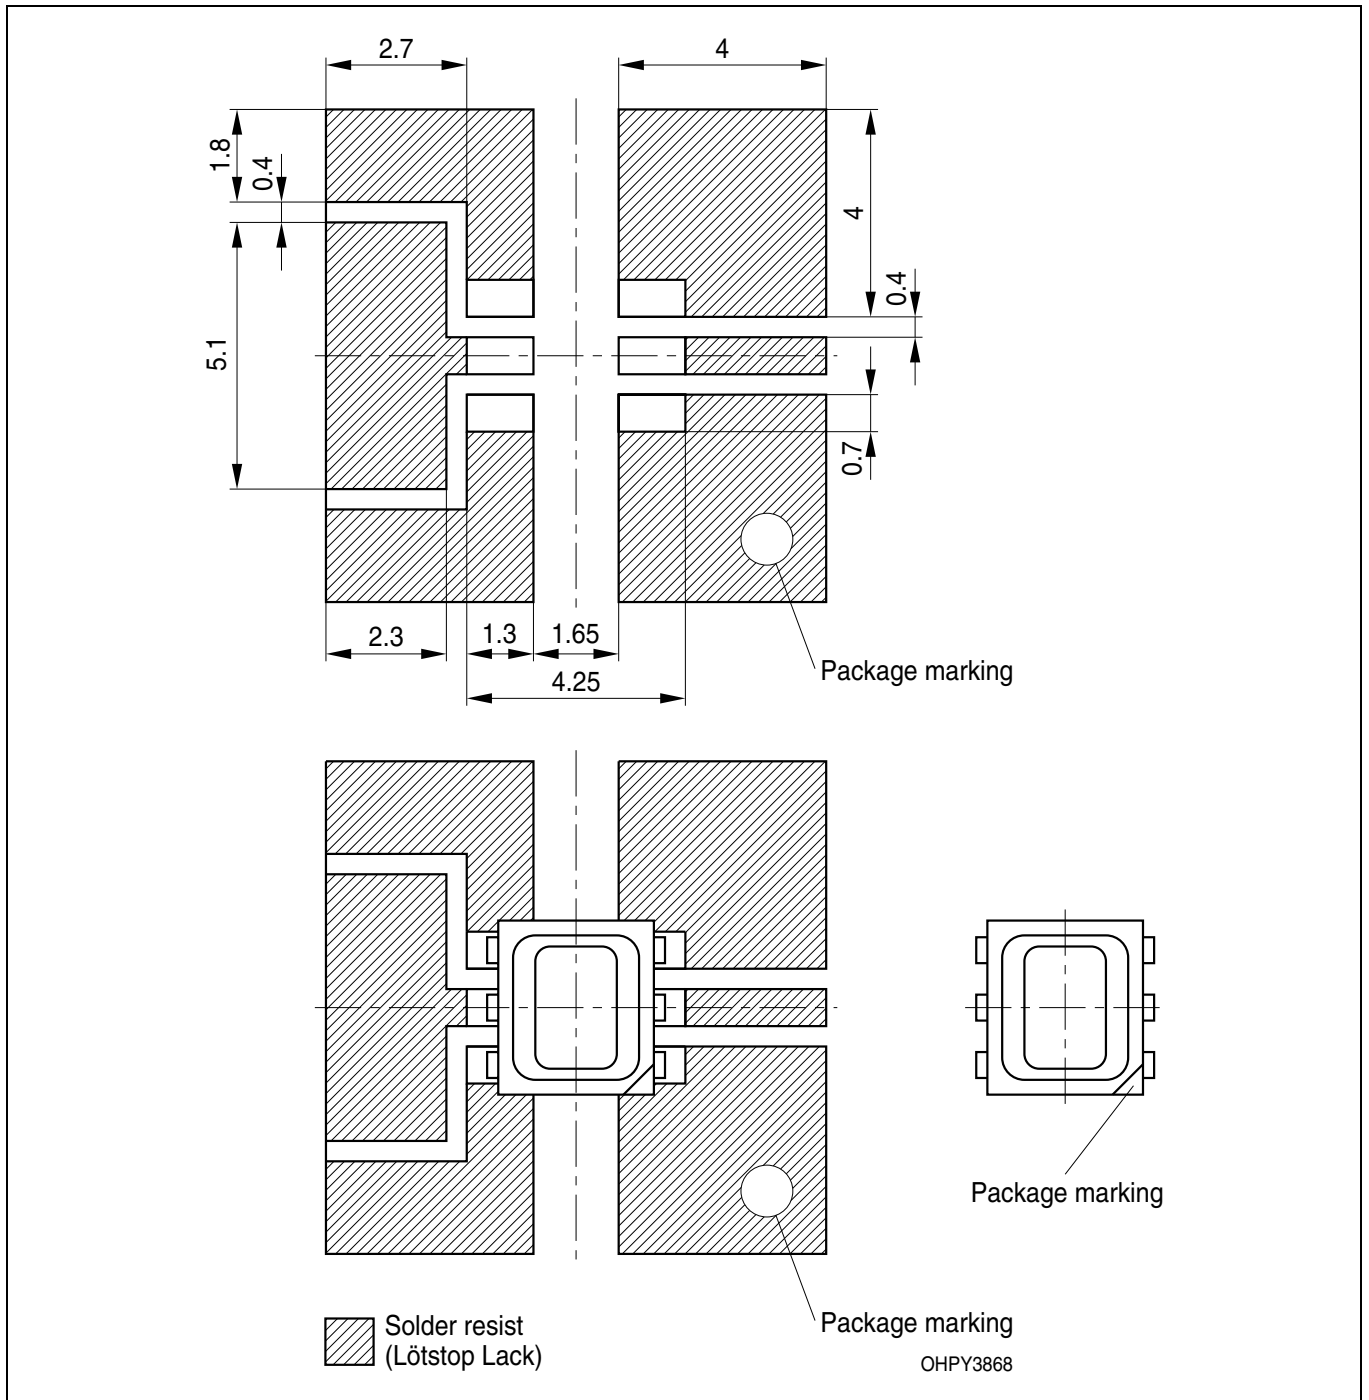 2.7
4
1.8
0.4
4
0.4
5.1
0.7
2.3
1.3
1.65
4.25
Package marking
Package marking
Package marking
Solder resist
(Lötstop Lack)
OHPY3868